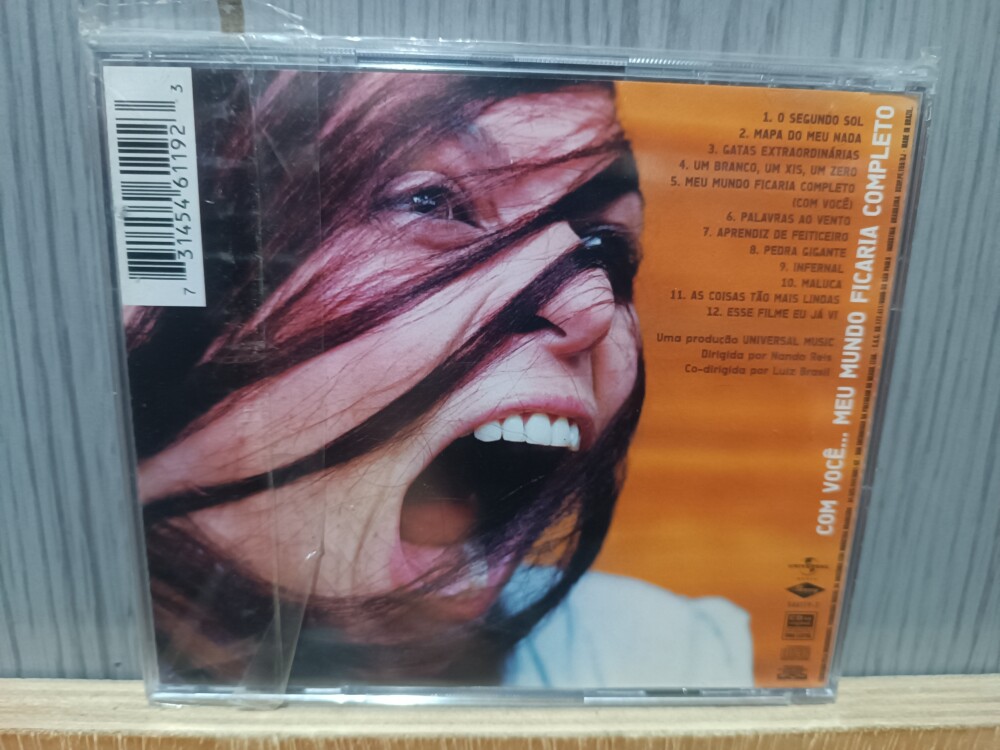 1. O SEGUNDO SOL
2. MAPA DO MEU NADA
3. GATAS EXTRAORDINÁRIAS
4. UM BRANCO, UM XIS, UM ZERO
5. MEU MUNDO FICARIA COMPLETO
(COM VOCÊ)
6. PALAVRAS AO VENTO
7. APRENDIZ DE FEITICEIRO
8. PEDRA GIGANTE
9. INFERNAL
10. MALUCA
11. AS COISAS TÃO MAIS LINDAS
12. ESSE FILME EU JÁ VI
Uma produção UNIVERSAL MUSIC
Dirigida por Nando Reis
Co-dirigida por Luiz Brasil
COM VOCÊ... MEU MUNDO FICARIA COMPLETO
MADE IN BRAZIL
UNIVERSAL
7 31454 61192 3